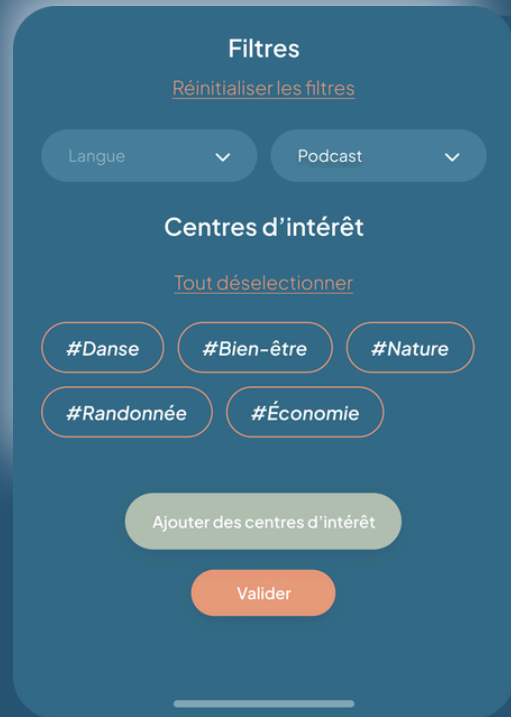 Filtres
Réinitialiser les filtres
Langue Podcast
Centres d'intérêt
Tout déselectionner
#Danse #Bien-être #Nature
#Randonnée #Économie
Ajouter des centres d'intérêt
Valider